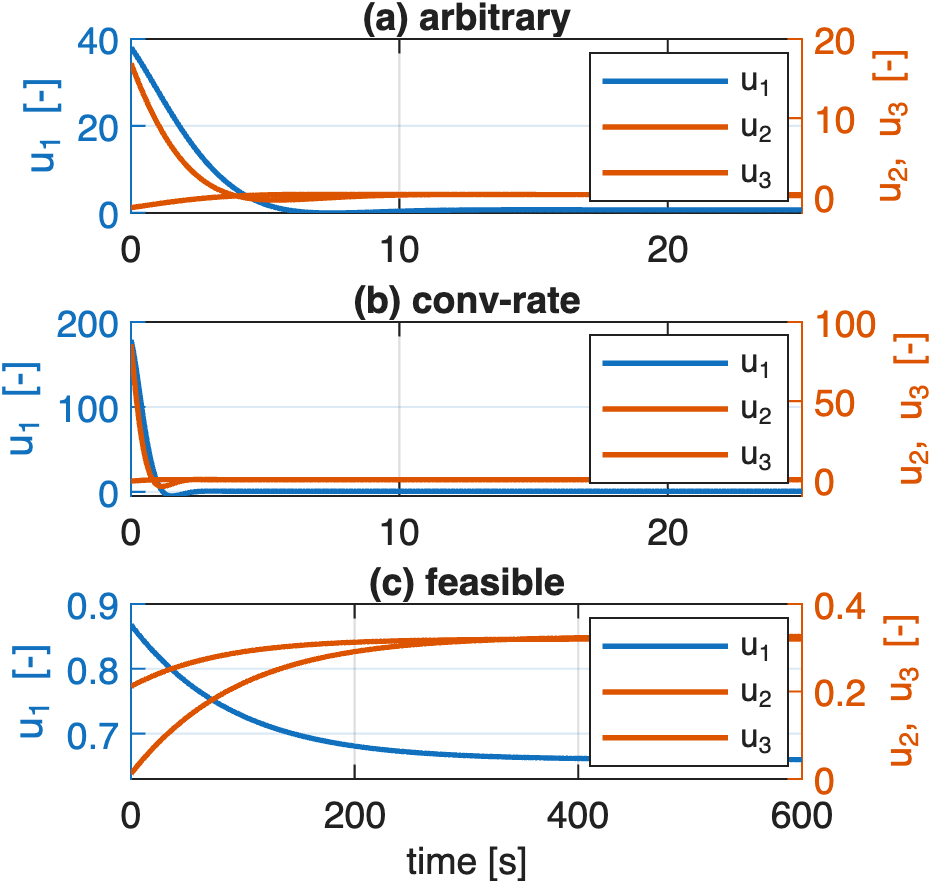 (a) arbitrary
u₁ [-]
40
20
0
20
10
0
u₂, u₃ [-]
u₁
u₂
u₃
0
10
20
(b) conv-rate
u₁ [-]
200
100
0
100
50
0
u₂, u₃ [-]
u₁
u₂
u₃
0
10
20
(c) feasible
u₁ [-]
0.9
0.8
0.7
0.4
0.2
0
u₂, u₃ [-]
u₁
u₂
u₃
0
200
400
600
time [s]